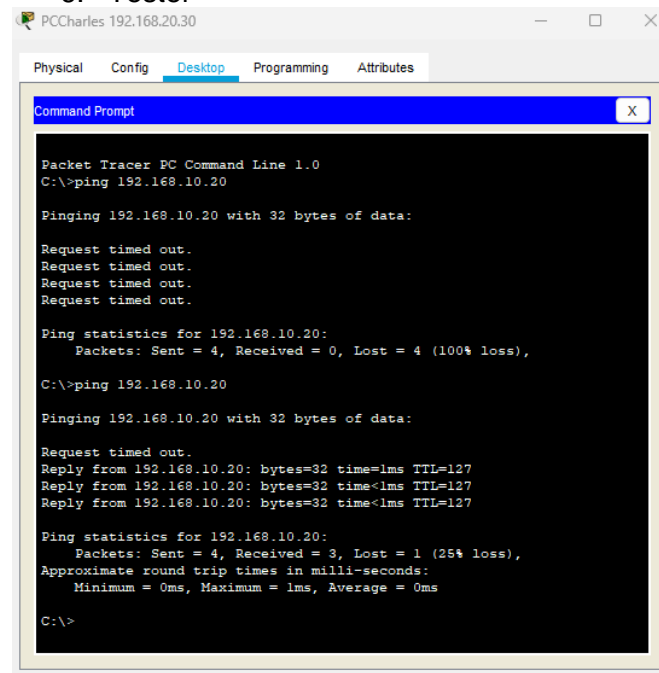 PCCharles 192.168.20.30
Physical Config Desktop Programming Attributes
Command Prompt
X
Packet Tracer PC Command Line 1.0
C:\>ping 192.168.10.20
Pinging 192.168.10.20 with 32 bytes of data:
Request timed out.
Request timed out.
Request timed out.
Request timed out.
Ping statistics for 192.168.10.20:
Packets: Sent = 4, Received = 0, Lost = 4 (100% loss),
C:\>ping 192.168.10.20
Pinging 192.168.10.20 with 32 bytes of data:
Request timed out.
Reply from 192.168.10.20: bytes=32 time=1ms TTL=127
Reply from 192.168.10.20: bytes=32 time<1ms TTL=127
Reply from 192.168.10.20: bytes=32 time<1ms TTL=127
Ping statistics for 192.168.10.20:
Packets: Sent = 4, Received = 3, Lost = 1 (25% loss),
Approximate round trip times in milli-seconds:
Minimum = 0ms, Maximum = 1ms, Average = 0ms
C:\>